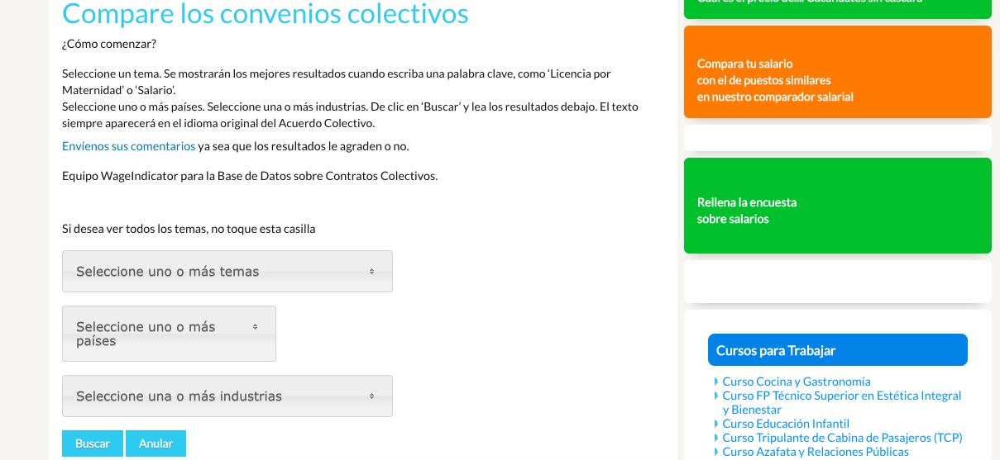 Compare los convenios colectivos
¿Cómo comenzar?
Seleccione un tema. Se mostrarán los mejores resultados cuando escriba una palabra clave, como ‘Licencia por
Maternidad’ o ‘Salario’.
Seleccione uno o más países. Seleccione una o más industrias. De clic en ‘Buscar’ y lea los resultados debajo. El texto
siempre aparecerá en el idioma original del Acuerdo Colectivo.
Envíenos sus comentarios ya sea que los resultados le agraden o no.
Equipo WageIndicator para la Base de Datos sobre Contratos Colectivos.
Si desea ver todos los temas, no toque esta casilla
Seleccione uno o más temas
Seleccione uno o más
países
Seleccione una o más industrias
Buscar Anular
Compara tu salario
con el de puestos similares
en nuestro comparador salarial
Rellena la encuesta
sobre salarios
Cursos para Trabajar
Curso Cocina y Gastronomía
Curso FP Técnico Superior en Estética Integral
y Bienestar
Curso Educación Infantil
Curso Tripulante de Cabina de Pasajeros (TCP)
Curso Azafata y Relaciones Públicas